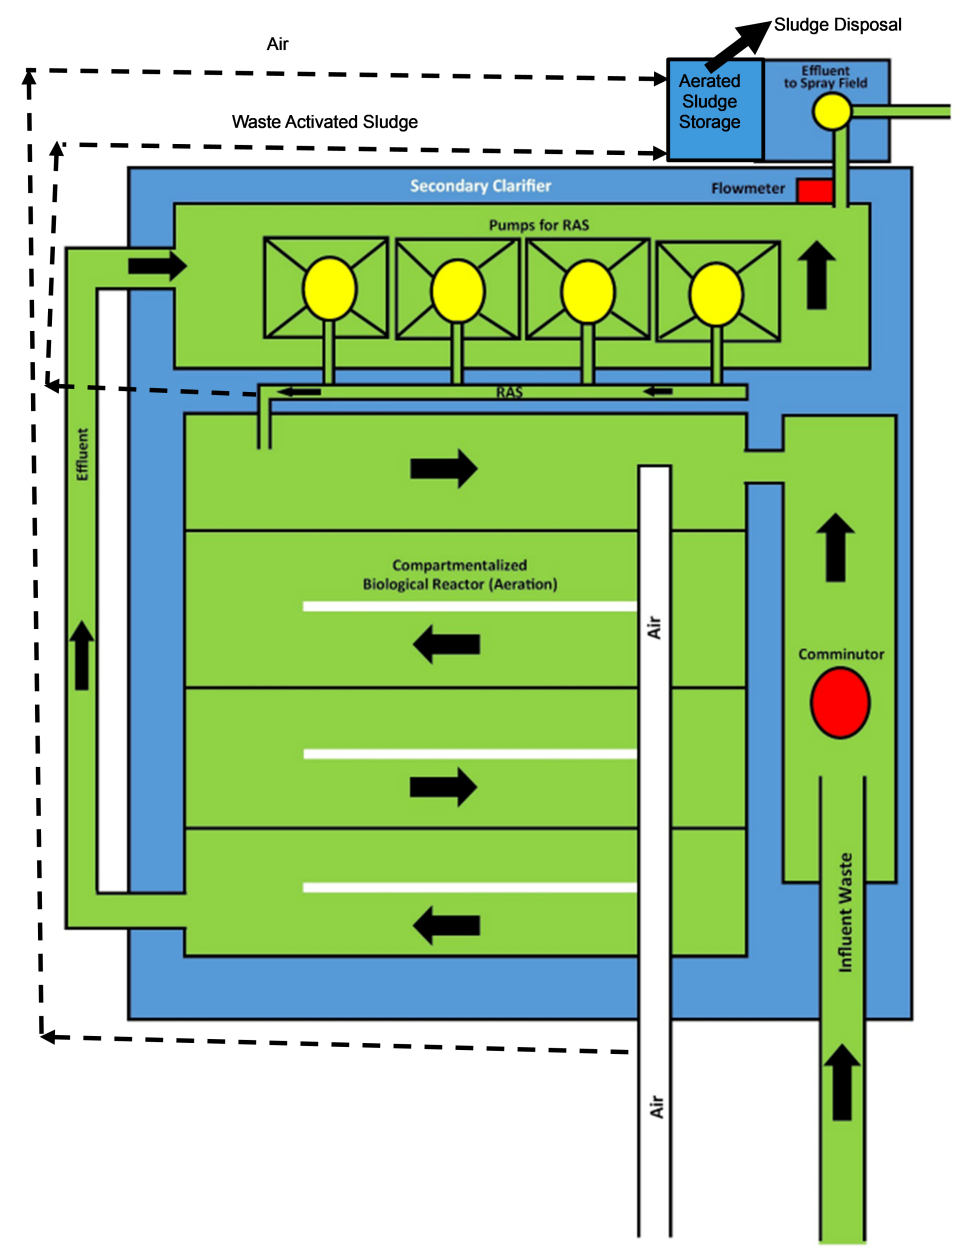 Sludge Disposal
Air
Effluent
to Spray Field
Aerated
Sludge
Storage
Waste Activated Sludge
Secondary Clarifier
Flowmeter
Pumps for RAS
RAS
Effluent
Compartmentalized
Biological Reactor (Aeration)
Air
Comminutor
Influent Waste
Air